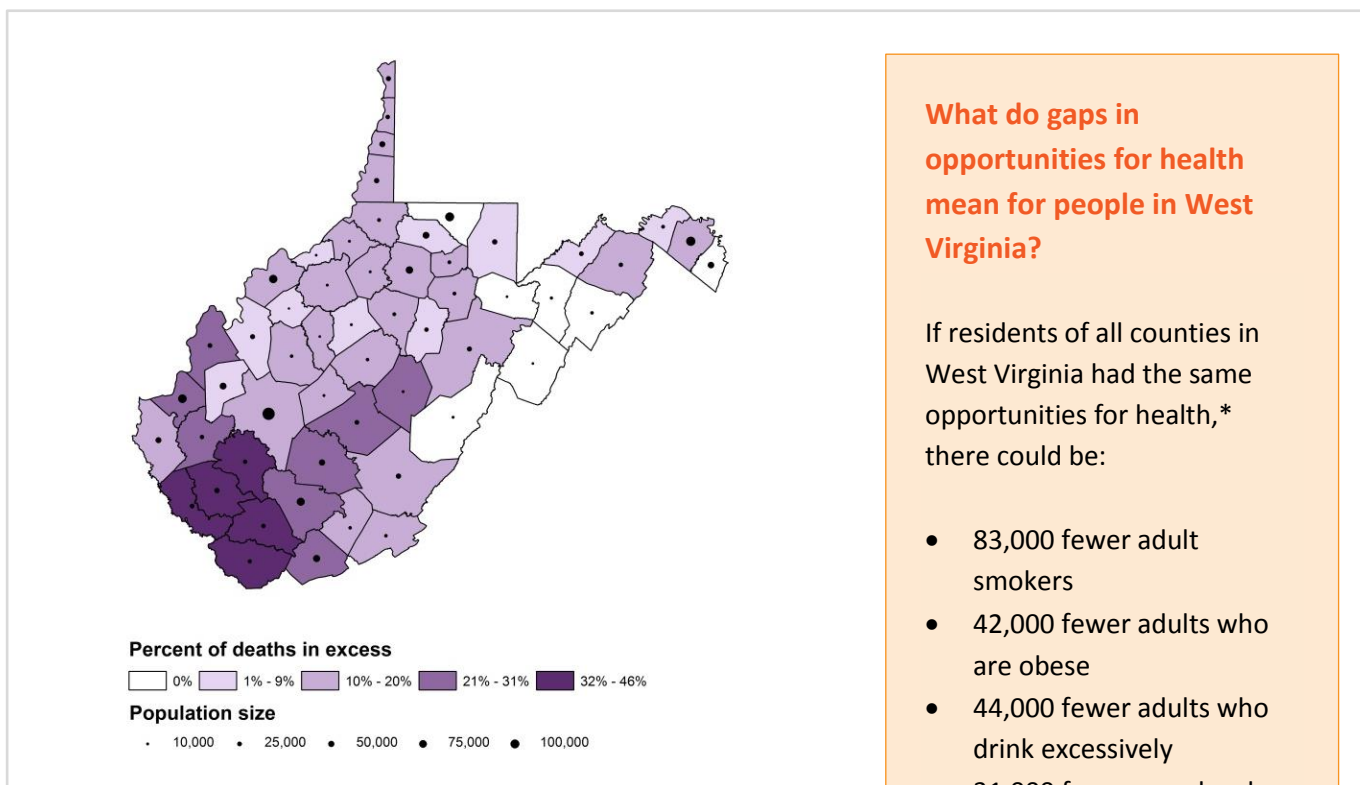 What do gaps in
opportunities for health
mean for people in West
Virginia?
If residents of all counties in
West Virginia had the same
opportunities for health,*
there could be:
• 83,000 fewer adult
smokers
• 42,000 fewer adults who
are obese
• 44,000 fewer adults who
drink excessively
Percent of deaths in excess
0% 1% - 9% 10% - 20% 21% - 31% 32% - 46%
Population size
10,000 25,000 50,000 75,000 100,000